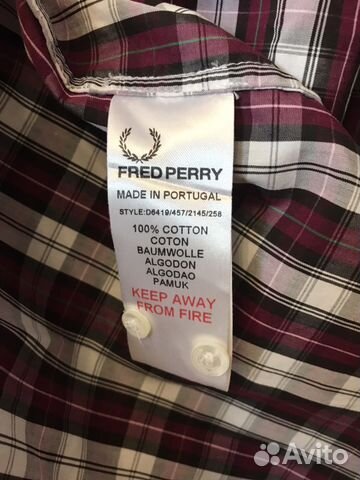 FRED PERRY
MADE IN PORTUGAL
STYLE:D6419/457/2145/258
100% COTTON
COTON
BAUMWOLLE
ALGODON
ALGODAO
PAMUK
KEEP AWAY
FROM FIRE
Avito